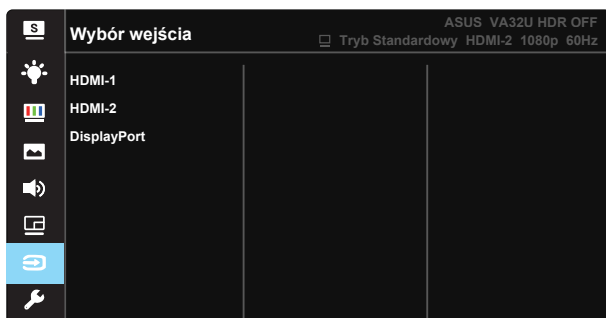 S
Wybór wejścia
ASUS VA32U HDR OFF
Tryb Standardowy HDMI-2 1080p 60Hz
HDMI-1
HDMI-2
DisplayPort